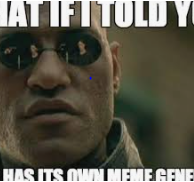 HAT IF I TOLD YO
HAS ITS OWN MEME GENE